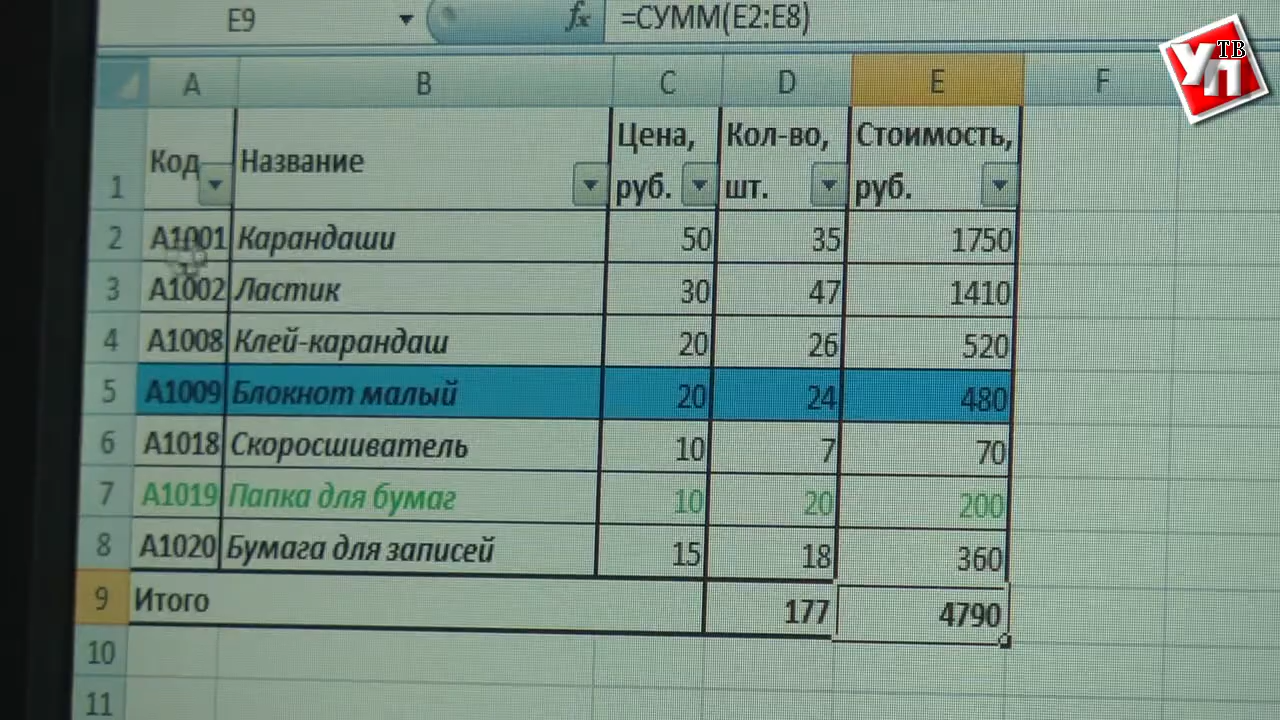 E9 fx =СУММ(E2:E8)
УП ТВ
A B C D E F
1 Код Название Цена, руб. Кол-во, шт. Стоимость, руб.
2 A1001 Карандаши 50 35 1750
3 A1002 Ластик 30 47 1410
4 A1008 Клей-карандаш 20 26 520
5 A1009 Блокнот малый 20 24 480
6 A1018 Скоросшиватель 10 7 70
7 A1019 Папка для бумаг 10 20 200
8 A1020 Бумага для записей 15 18 360
9 Итого 177 4790
10
11